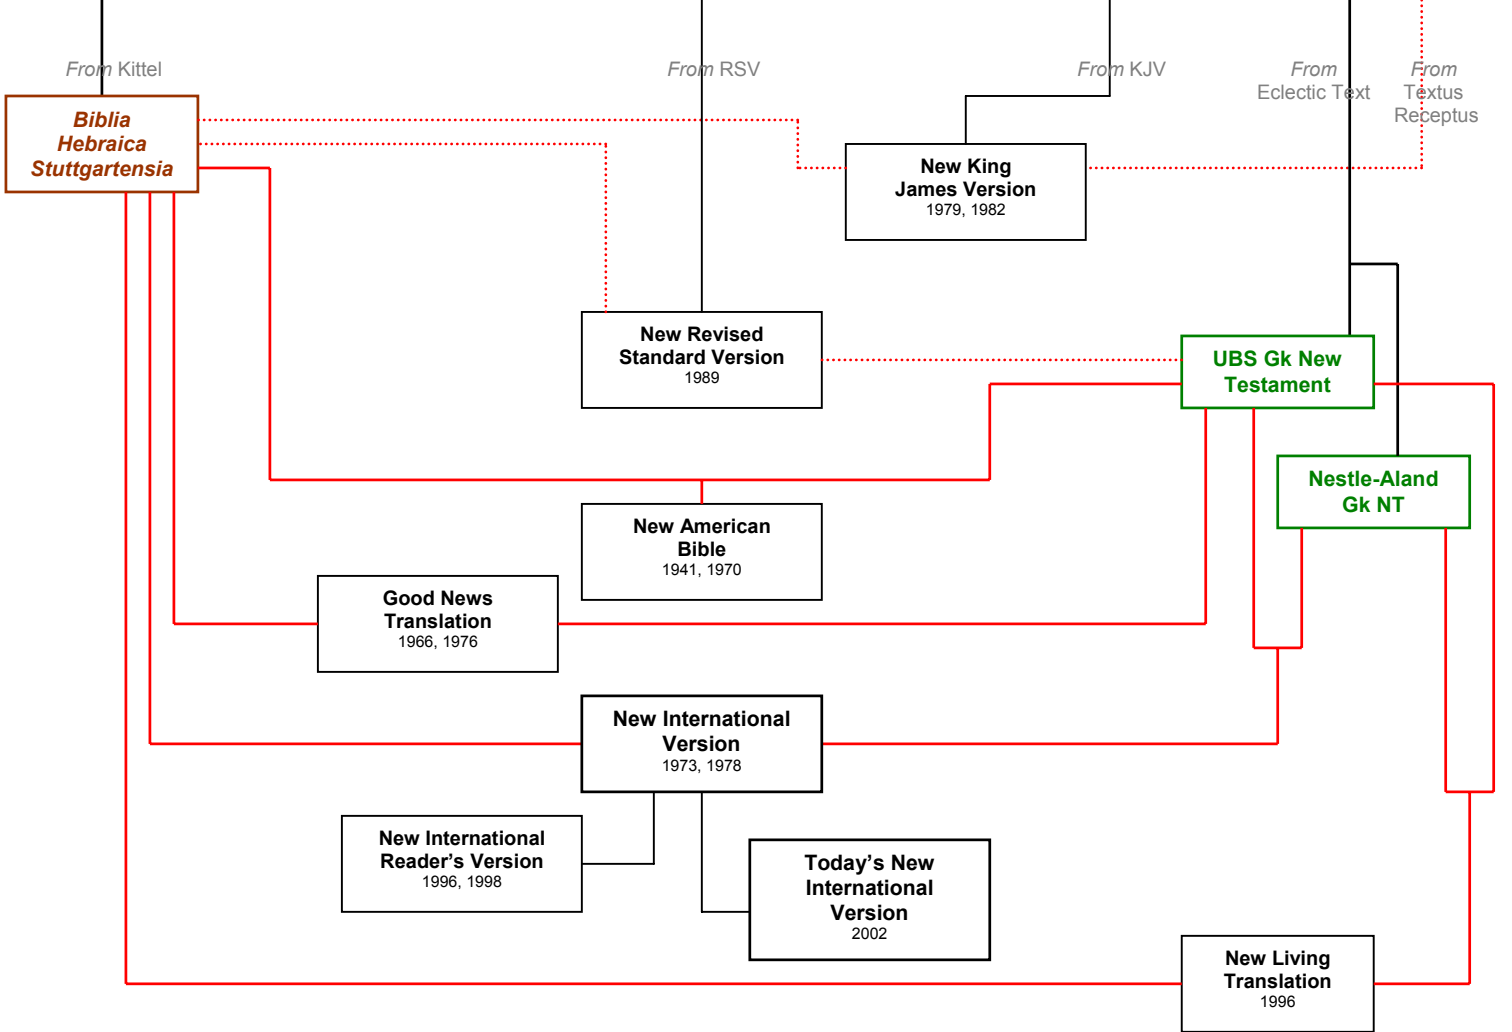 From Kittel
From RSV
From KJV
From
Eclectic Text
From
Textus
Receptus
Biblia
Hebraica
Stuttgartensia
New King
James Version
1979, 1982
New Revised
Standard Version
1989
UBS Gk New
Testament
Nestle-Aland
Gk NT
New American
Bible
1941, 1970
Good News
Translation
1966, 1976
New International
Version
1973, 1978
New International
Reader’s Version
1996, 1998
Today’s New
International
Version
2002
New Living
Translation
1996